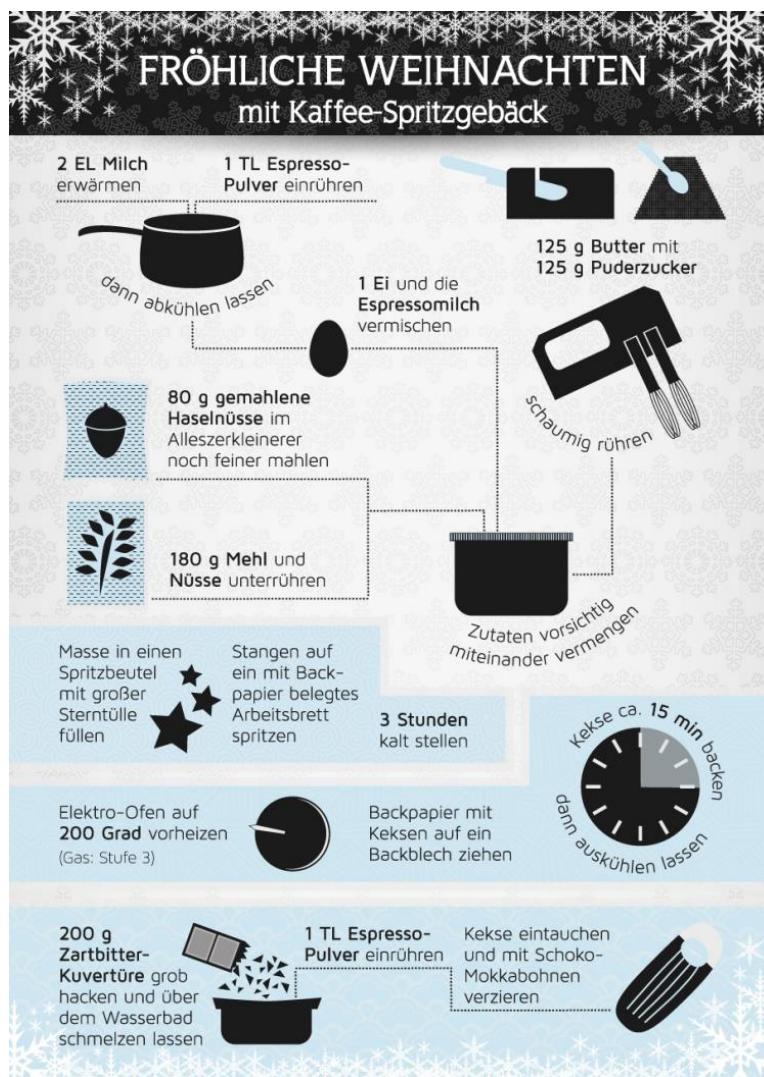 FRÖHLICHE WEIHNACHTEN
mit Kaffee-Spritzgebäck
2 EL Milch
erwärmen
1 TL Espresso-
Pulver einrühren
dann abkühlen lassen
125 g Butter mit
125 g Puderzucker
schaumig rühren
1 Ei und die
Espressomilch
vermischen
80 g gemahlene
Haselnüsse im
Alleszerkleinerer
noch feiner mahlen
180 g Mehl und
Nüsse unterrühren
Zutaten vorsichtig
miteinander vermengen
Masse in einen
Spritzbeutel
mit großer
Sterntülle
füllen
Stangen auf
ein mit Back-
papier belegtes
Arbeitsbrett
spritzen
3 Stunden
kalt stellen
Elektro-Ofen auf
200 Grad vorheizen
(Gas: Stufe 3)
Backpapier mit
Keksen auf ein
Backblech ziehen
Kekse ca. 15 min backen
dann auskühlen lassen
200 g
Zartbitter-
Kuvertüre grob
hacken und über
dem Wasserbad
schmelzen lassen
1 TL Espresso-
Pulver einrühren
Kekse eintauchen
und mit Schoko-
Mokkabohnen
verzieren